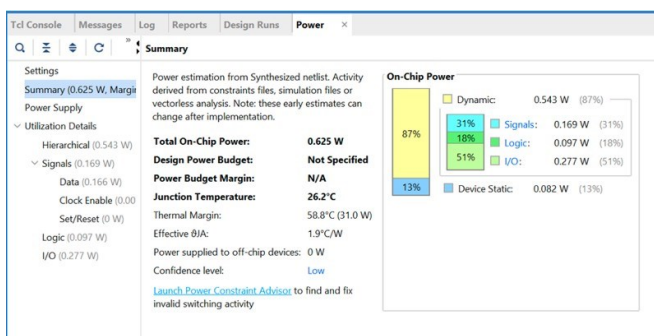 Tcl Console Messages Log Reports Design Runs Power ×
Summary
Settings
Summary (0.625 W, Margin
Power Supply
Utilization Details
Hierarchical (0.543 W)
Signals (0.169 W)
Data (0.166 W)
Clock Enable (0.00
Set/Reset (0 W)
Logic (0.097 W)
I/O (0.277 W)
Power estimation from Synthesized netlist. Activity
derived from constraints files, simulation files or
vectorless analysis. Note: these early estimates can
change after implementation.
Total On-Chip Power: 0.625 W
Design Power Budget: Not Specified
Power Budget Margin: N/A
Junction Temperature: 26.2°C
Thermal Margin: 58.8°C (31.0 W)
Effective ϑJA: 1.9°C/W
Power supplied to off-chip devices: 0 W
Confidence level: Low
Launch Power Constraint Advisor to find and fix
invalid switching activity
On-Chip Power
87%
13%
Dynamic: 0.543 W (87%)
31% Signals: 0.169 W (31%)
18% Logic: 0.097 W (18%)
51% I/O: 0.277 W (51%)
Device Static: 0.082 W (13%)